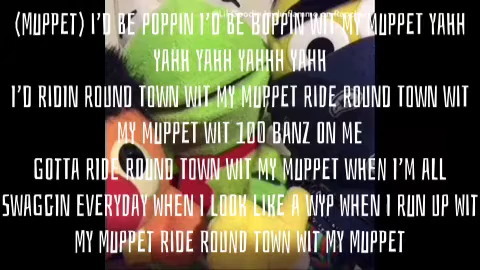 (MUPPET) I'D BE POPPIN I'D BE BOPPIN WIT MY MUPPET YAHH
YAHH YAHH YAHHH YAHH
I'D RIDIN ROUND TOWN WIT MY MUPPET RIDE ROUND TOWN WIT
MY MUPPET WIT 100 BANZ ON ME
GOTTA RIDE ROUND TOWN WIT MY MUPPET WHEN I'M ALL
SWAGGIN EVERYDAY WHEN I LOOK LIKE A WYP WHEN I RUN UP WIT
MY MUPPET RIDE ROUND TOWN WIT MY MUPPET